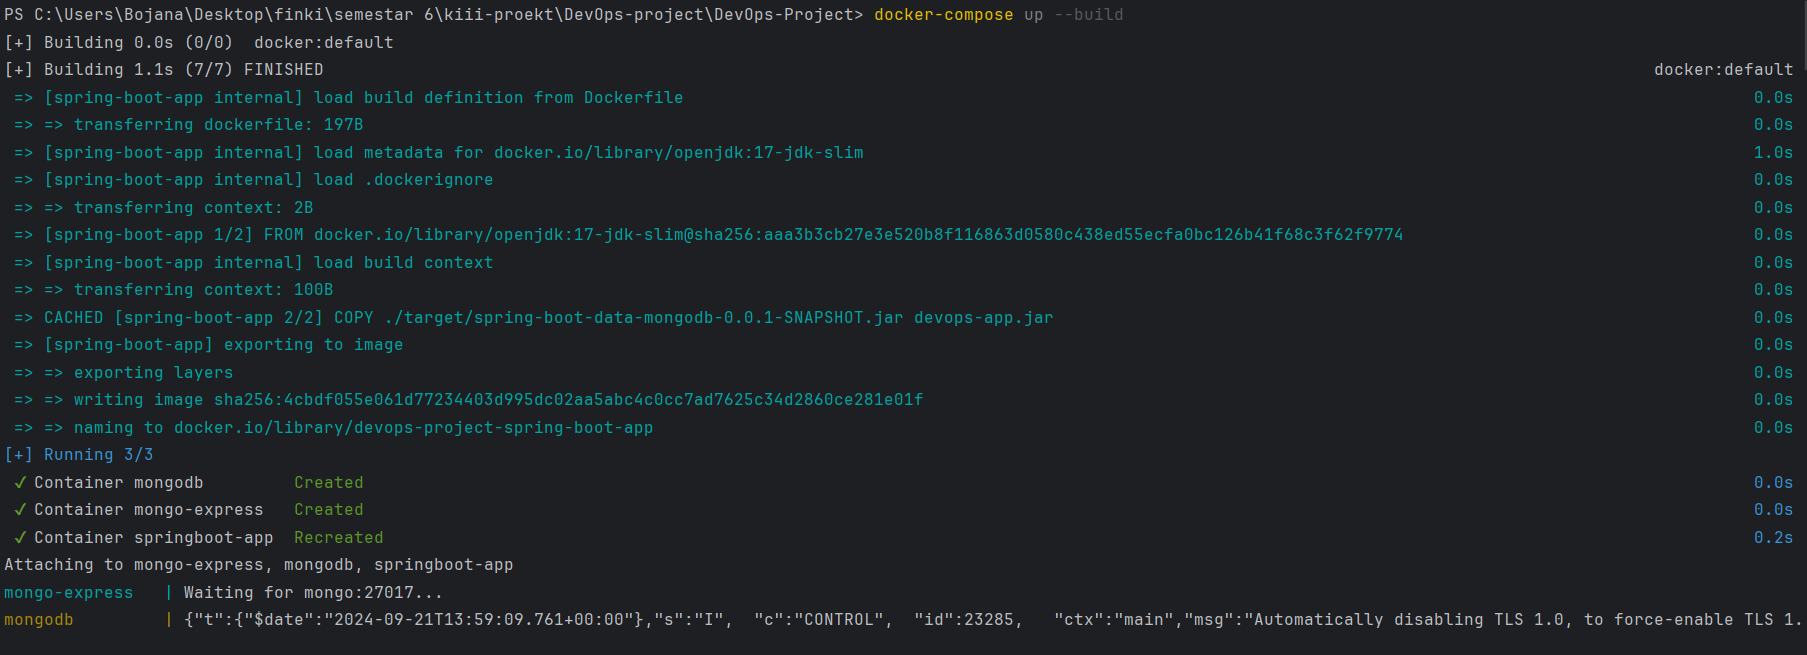 PS C:\Users\Bojana\Desktop\finki\semestar 6\kiii-proekt\DevOps-project\DevOps-Project> docker-compose up --build
[+] Building 0.0s (0/0)  docker:default
[+] Building 1.1s (7/7) FINISHED docker:default
=> [spring-boot-app internal] load build definition from Dockerfile 0.0s
=> => transferring dockerfile: 197B 0.0s
=> [spring-boot-app internal] load metadata for docker.io/library/openjdk:17-jdk-slim 1.0s
=> [spring-boot-app internal] load .dockerignore 0.0s
=> => transferring context: 2B 0.0s
=> [spring-boot-app 1/2] FROM docker.io/library/openjdk:17-jdk-slim@sha256:aaa3b3cb27e3e520b8f116863d0580c438ed55ecfa0bc126b41f68c3f62f9774 0.0s
=> [spring-boot-app internal] load build context 0.0s
=> => transferring context: 100B 0.0s
=> CACHED [spring-boot-app 2/2] COPY ./target/spring-boot-data-mongodb-0.0.1-SNAPSHOT.jar devops-app.jar 0.0s
=> [spring-boot-app] exporting to image 0.0s
=> => exporting layers 0.0s
=> => writing image sha256:4cbdf055e061d77234403d995dc02aa5abc4c0cc7ad7625c34d2860ce281e01f 0.0s
=> => naming to docker.io/library/devops-project-spring-boot-app 0.0s
[+] Running 3/3
✓ Container mongodb Created 0.0s
✓ Container mongo-express Created 0.0s
✓ Container springboot-app Recreated 0.2s
Attaching to mongo-express, mongodb, springboot-app
mongo-express | Waiting for mongo:27017...
mongodb | {"t":{"$date":"2024-09-21T13:59:09.761+00:00"},"s":"I",  "c":"CONTROL",  "id":23285,   "ctx":"main","msg":"Automatically disabling TLS 1.0, to force-enable TLS 1.